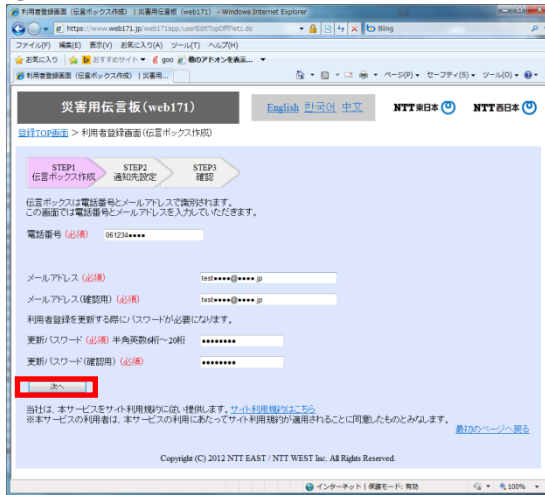 利用者登録画面（伝言ボックス作成）｜災害用伝言板（web171） - Windows Internet Explorer
https://www.web171.jp/web171app/userEditTopOffFletz.do
Bing
ファイル(F) 編集(E) 表示(V) お気に入り(A) ツール(T) ヘルプ(H)
お気に入り おすすめサイト goo 他のアドオンを表示...
利用者登録画面（伝言ボックス作成）｜災害用...
ページ(P) セーフティ(S) ツール(O)
災害用伝言板(web171)
English 한국어 中文
NTT東日本 NTT西日本
登録TOP画面 > 利用者登録画面(伝言ボックス作成)
STEP1 STEP2 STEP3
伝言ボックス作成 通知先設定 確認
伝言ボックスは電話番号とメールアドレスで識別されます。
この画面では電話番号とメールアドレスを入力していただきます。
電話番号 (必須) 061234●●●●
メールアドレス (必須) test●●●●@●●●●.jp
メールアドレス(確認用) (必須) test●●●●@●●●●.jp
利用者登録を更新する際にパスワードが必要になります。
更新パスワード (必須) 半角英数6桁～20桁 ●●●●●●●●
更新パスワード(確認用) (必須) ●●●●●●●●
次へ
当社は、本サービスをサイト利用規約に従い提供します。サイト利用規約はこちら
※本サービスの利用者は、本サービスの利用にあたってサイト利用規約が適用されることに同意したものとみなします。
最初のページへ戻る
Copyright (C) 2012 NTT EAST / NTT WEST Inc. All Rights Reserved.
インターネット | 保護モード: 有効 100%